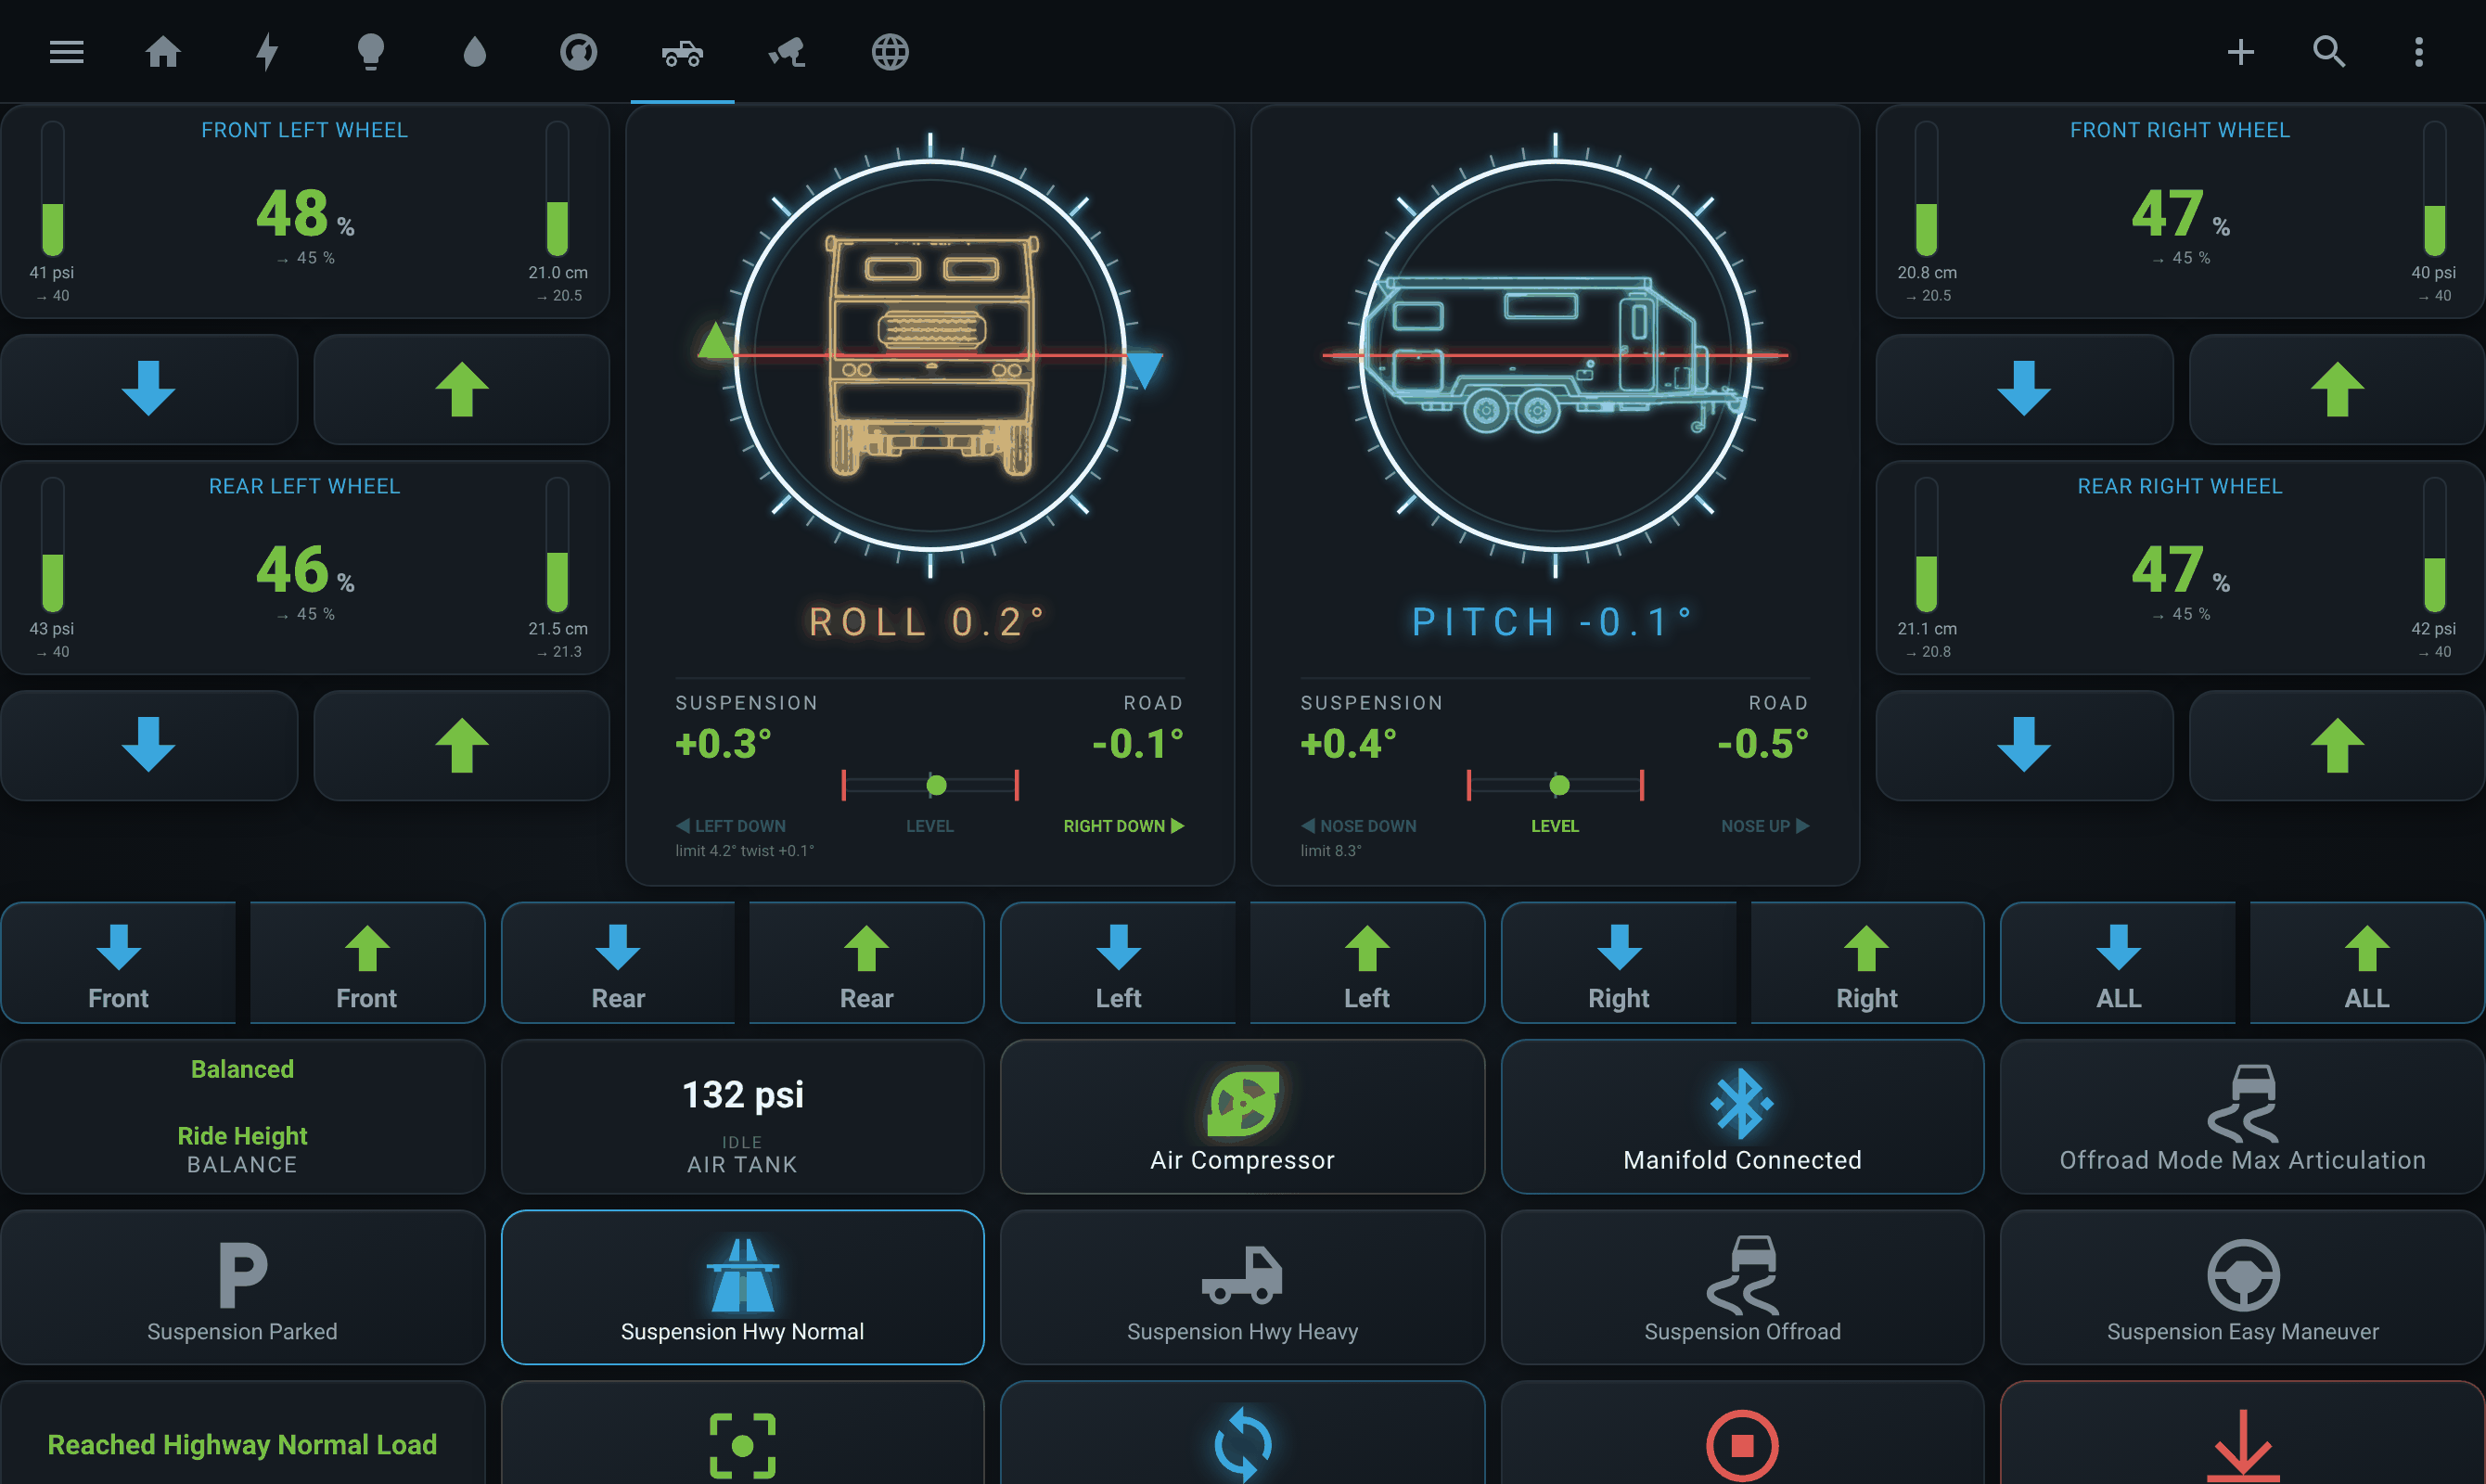 FRONT LEFT WHEEL
48 %
→ 45 %
41 psi
→ 40
21.0 cm
→ 20.5
REAR LEFT WHEEL
46 %
→ 45 %
43 psi
→ 40
21.5 cm
→ 21.3
ROLL 0.2°
SUSPENSION
ROAD
+0.3°
-0.1°
LEFT DOWN
LEVEL
RIGHT DOWN
limit 4.2° twist +0.1°
PITCH -0.1°
SUSPENSION
ROAD
+0.4°
-0.5°
NOSE DOWN
LEVEL
NOSE UP
limit 8.3°
FRONT RIGHT WHEEL
47 %
→ 45 %
20.8 cm
→ 20.5
40 psi
→ 40
REAR RIGHT WHEEL
47 %
→ 45 %
21.1 cm
→ 20.8
42 psi
→ 40
Front
Front
Rear
Rear
Left
Left
Right
Right
ALL
ALL
Balanced
Ride Height
BALANCE
132 psi
IDLE
AIR TANK
Air Compressor
Manifold Connected
Offroad Mode Max Articulation
P
Suspension Parked
Suspension Hwy Normal
Suspension Hwy Heavy
Suspension Offroad
Suspension Easy Maneuver
Reached Highway Normal Load